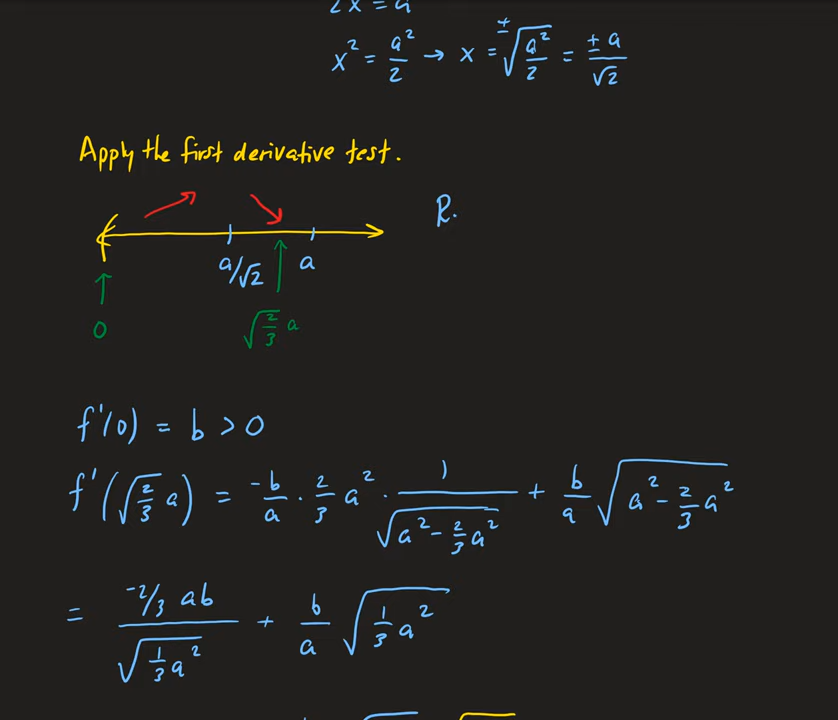 2x = a
x² = a²/2 → x = ±√(a²/2) = ±a/√2
Apply the first derivative test.
R.
a/√2 a
0 √(2/3) a
f'(0) = b > 0
f'(√(2/3) a) = -b/a · 2/3 a² · 1/√(a² - 2/3 a²) + b/a √(a² - 2/3 a²)
= -2/3 ab / √(1/3 a²) + b/a √(1/3 a²)